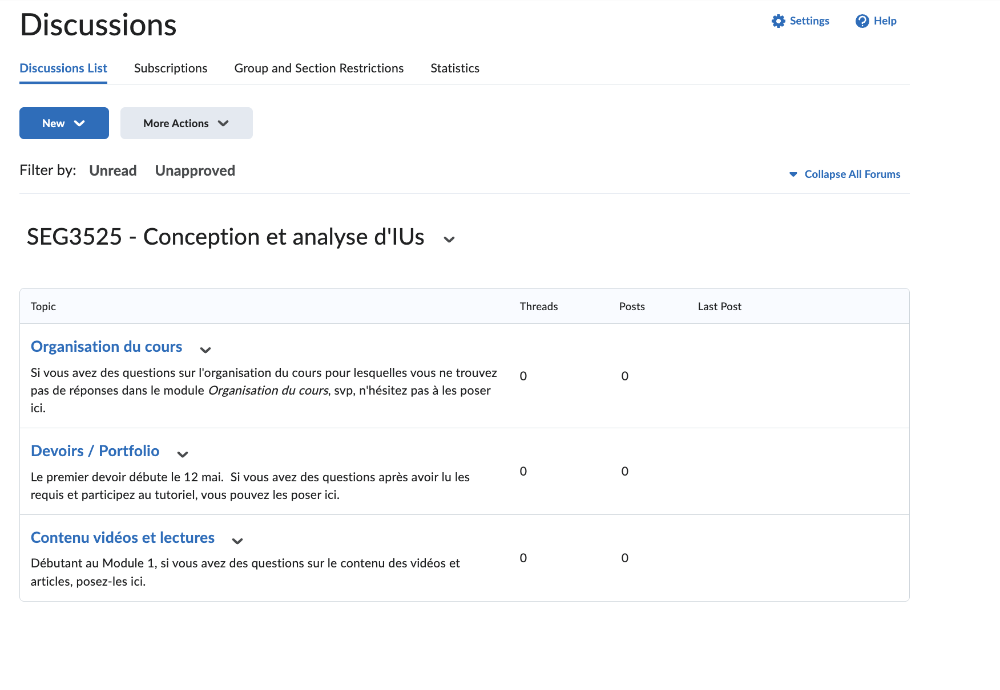 Discussions
Settings
Help
Discussions List
Subscriptions
Group and Section Restrictions
Statistics
New
More Actions
Filter by:
Unread
Unapproved
Collapse All Forums
SEG3525 - Conception et analyse d'IUs
Topic
Threads
Posts
Last Post
Organisation du cours
Si vous avez des questions sur l'organisation du cours pour lesquelles vous ne trouvez
pas de réponses dans le module Organisation du cours, svp, n'hésitez pas à les poser
ici.
0
0
Devoirs / Portfolio
Le premier devoir débute le 12 mai.  Si vous avez des questions après avoir lu les
requis et participez au tutoriel, vous pouvez les poser ici.
0
0
Contenu vidéos et lectures
Débutant au Module 1, si vous avez des questions sur le contenu des vidéos et
articles, posez-les ici.
0
0